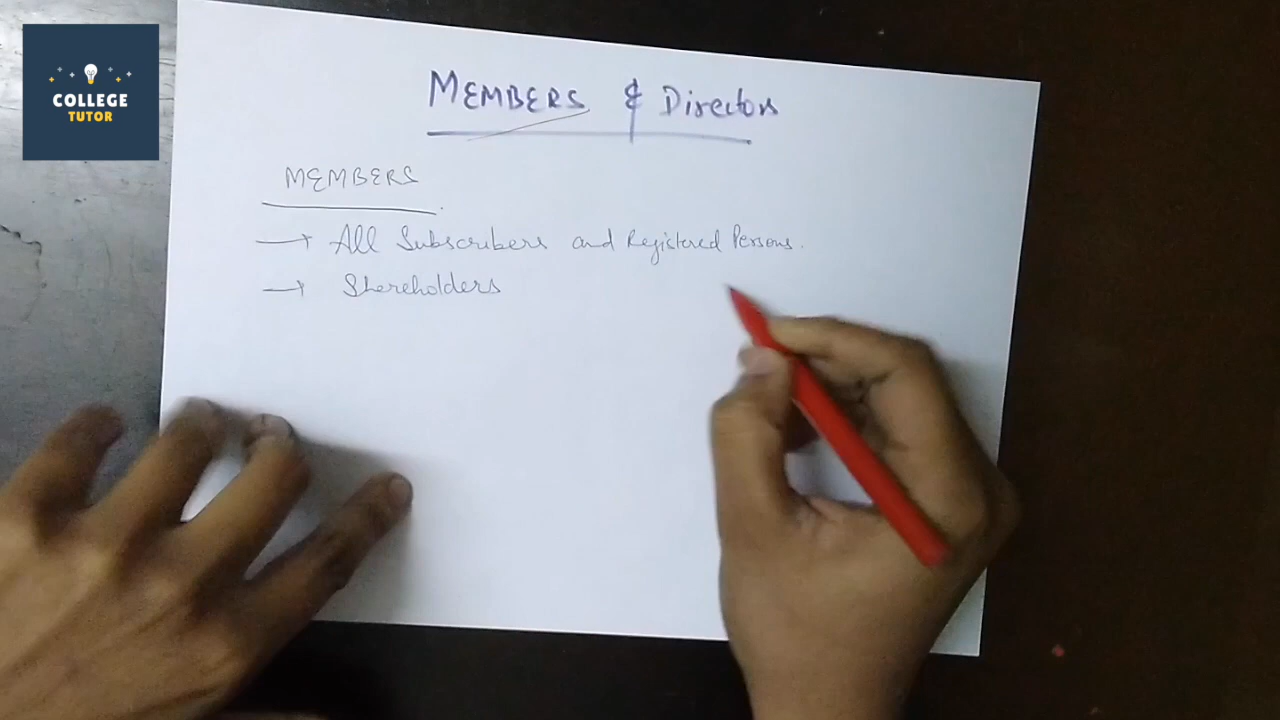 COLLEGE
TUTOR
MEMBERS & Directors
MEMBERS
→ All Subscribers and Registered Persons.
→ Shareholders